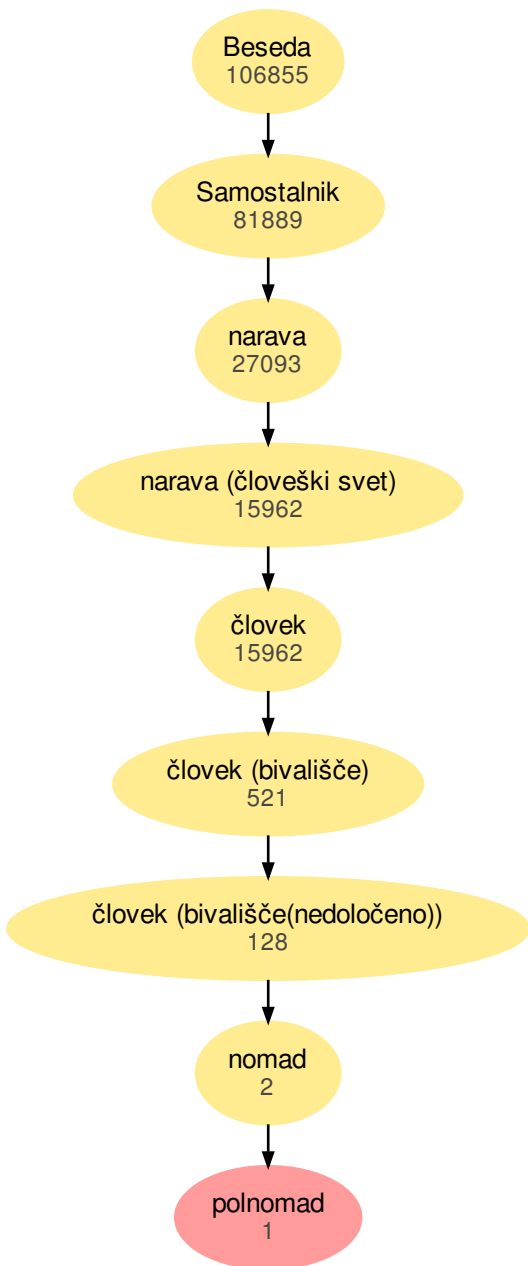 Beseda
106855
Samostalnik
81889
narava
27093
narava (človeški svet)
15962
človek
15962
človek (bivališče)
521
človek (bivališče(nedoločeno))
128
nomad
2
polnomad
1